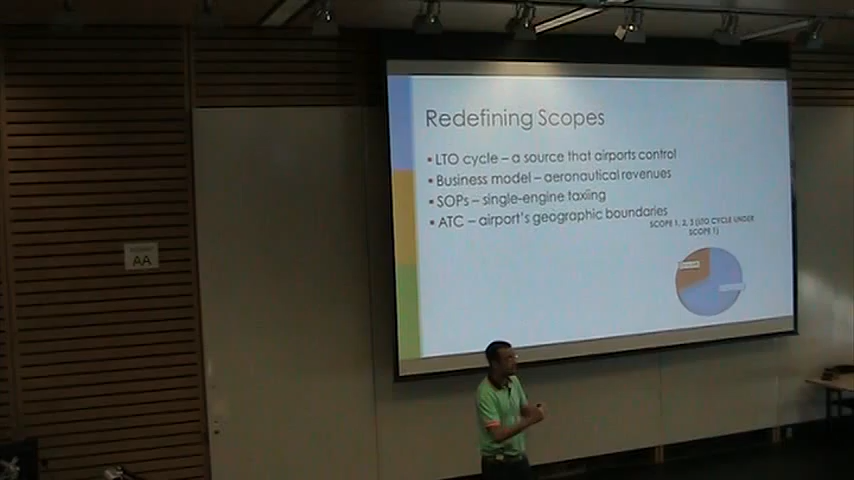 Redefining Scopes
▪ LTO cycle – a source that airports control
▪ Business model – aeronautical revenues
▪ SOPs – single-engine taxiing
▪ ATC – airport's geographic boundaries
SCOPE 1, 2, 3 (LTO CYCLE UNDER
SCOPE 1)
AA